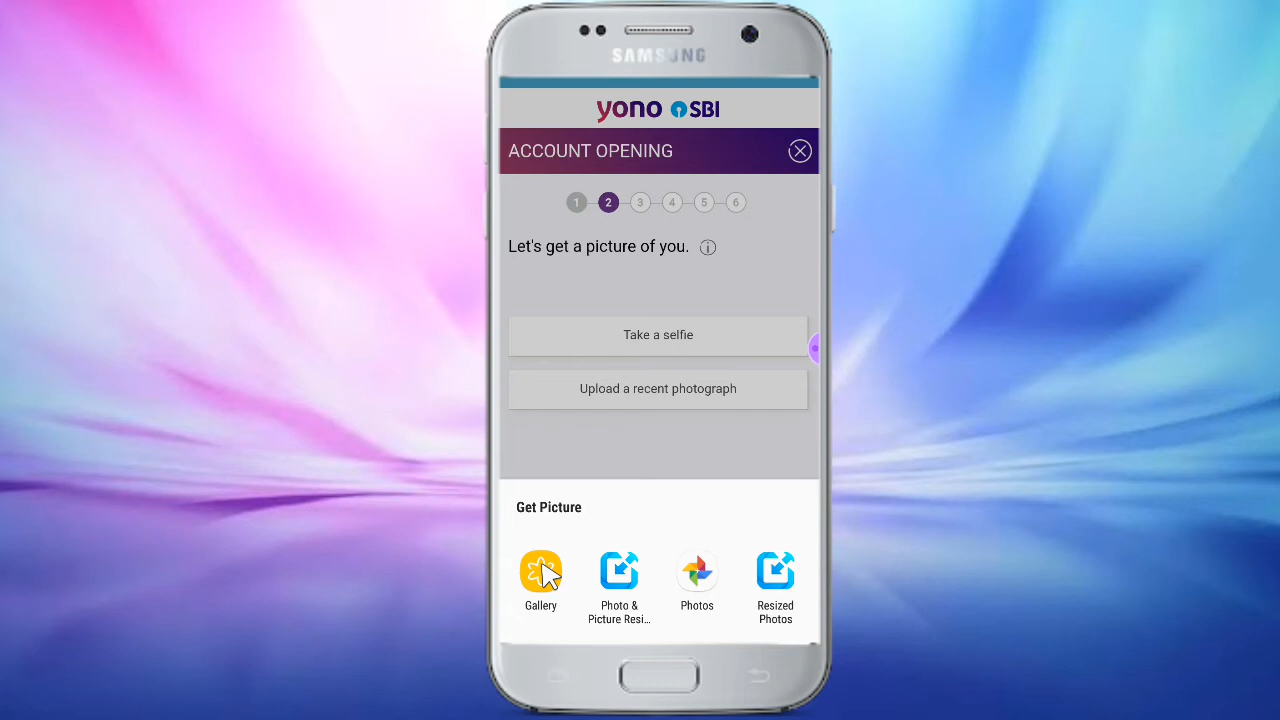 SAMSUNG
yono SBI
ACCOUNT OPENING
1 2 3 4 5 6
Let's get a picture of you.
Take a selfie
Upload a recent photograph
Get Picture
Gallery
Photo &
Picture Resi...
Photos
Resized
Photos